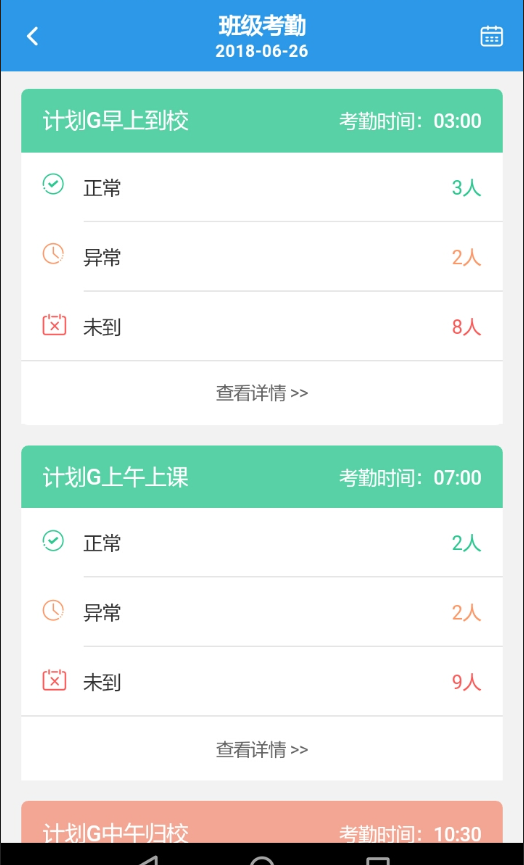 班级考勤
2018-06-26
计划G早上到校 考勤时间：03:00
正常 3人
异常 2人
未到 8人
查看详情 >>
计划G上午上课 考勤时间：07:00
正常 2人
异常 2人
未到 9人
查看详情 >>
计划G中午归校 考勤时间：10:30